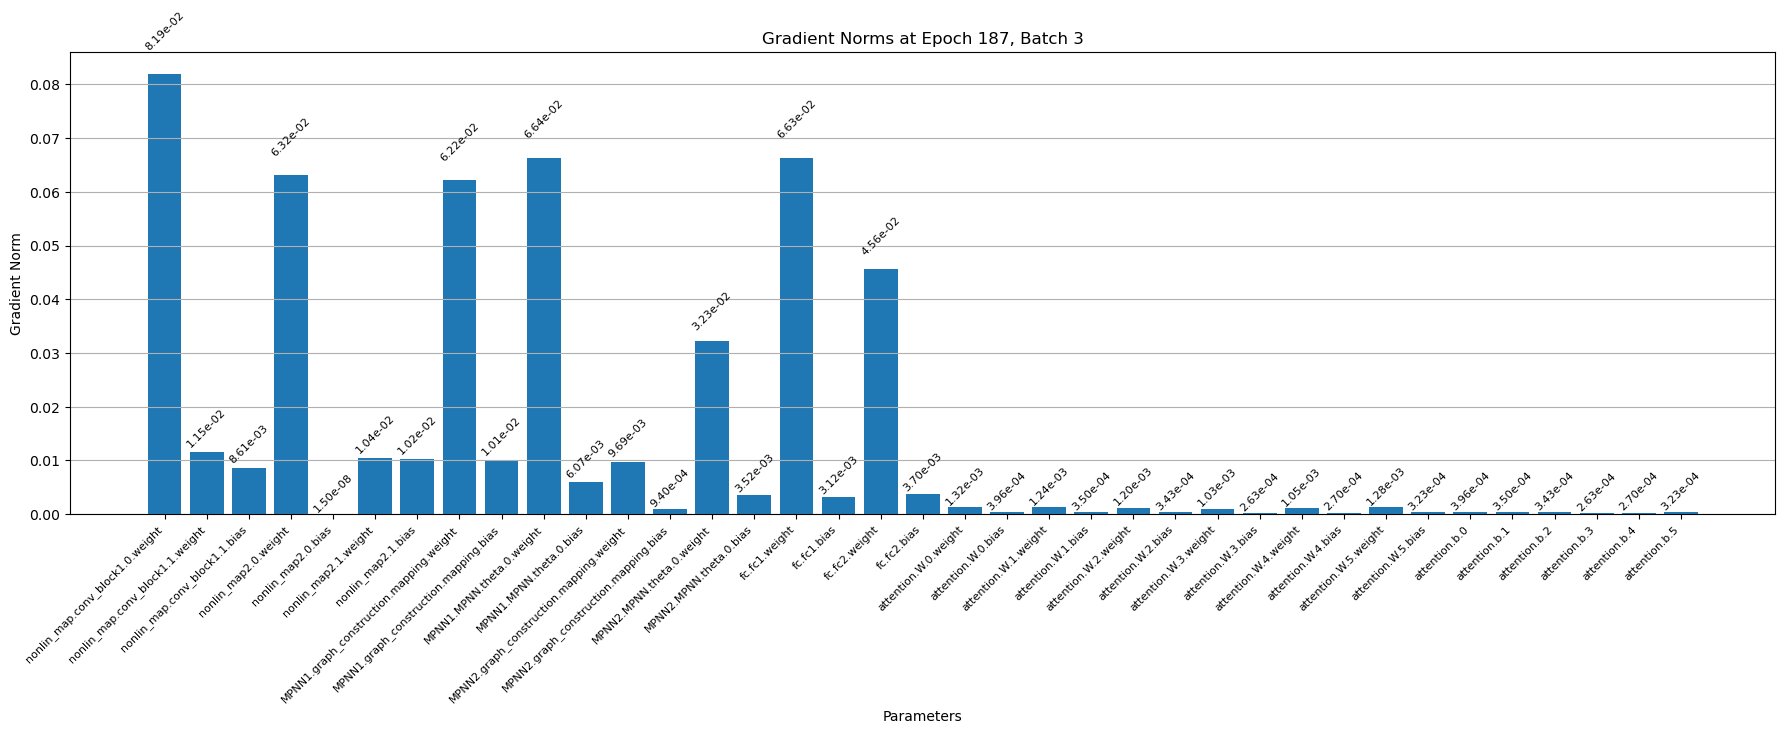 Gradient Norms at Epoch 187, Batch 3
Gradient Norm
0.08
0.07
0.06
0.05
0.04
0.03
0.02
0.01
0.00
8.19e-02
1.15e-02
8.61e-03
6.32e-02
1.50e-08
1.04e-02
1.02e-02
6.22e-02
1.01e-02
6.64e-02
6.07e-03
9.69e-03
9.40e-04
3.23e-02
3.52e-03
6.63e-02
3.12e-03
4.56e-02
3.70e-03
1.32e-03
3.96e-04
1.24e-03
3.50e-04
1.20e-03
3.43e-04
1.03e-03
2.63e-04
1.05e-03
2.70e-04
1.28e-03
3.23e-04
3.96e-04
3.50e-04
3.43e-04
2.63e-04
2.70e-04
3.23e-04
nonlin_map.conv_block1.0.weight
nonlin_map.conv_block1.1.weight
nonlin_map.conv_block1.1.bias
nonlin_map2.0.weight
nonlin_map2.0.bias
nonlin_map2.1.weight
nonlin_map2.1.bias
MPNN1.graph_construction.mapping.weight
MPNN1.graph_construction.mapping.bias
MPNN1.MPNN.theta.0.weight
MPNN1.MPNN.theta.0.bias
MPNN2.graph_construction.mapping.weight
MPNN2.graph_construction.mapping.bias
MPNN2.MPNN.theta.0.weight
MPNN2.MPNN.theta.0.bias
fc.fc1.weight
fc.fc1.bias
fc.fc2.weight
fc.fc2.bias
attention.W.0.weight
attention.W.0.bias
attention.W.1.weight
attention.W.1.bias
attention.W.2.weight
attention.W.2.bias
attention.W.3.weight
attention.W.3.bias
attention.W.4.weight
attention.W.4.bias
attention.W.5.weight
attention.W.5.bias
attention.b.0
attention.b.1
attention.b.2
attention.b.3
attention.b.4
attention.b.5
Parameters